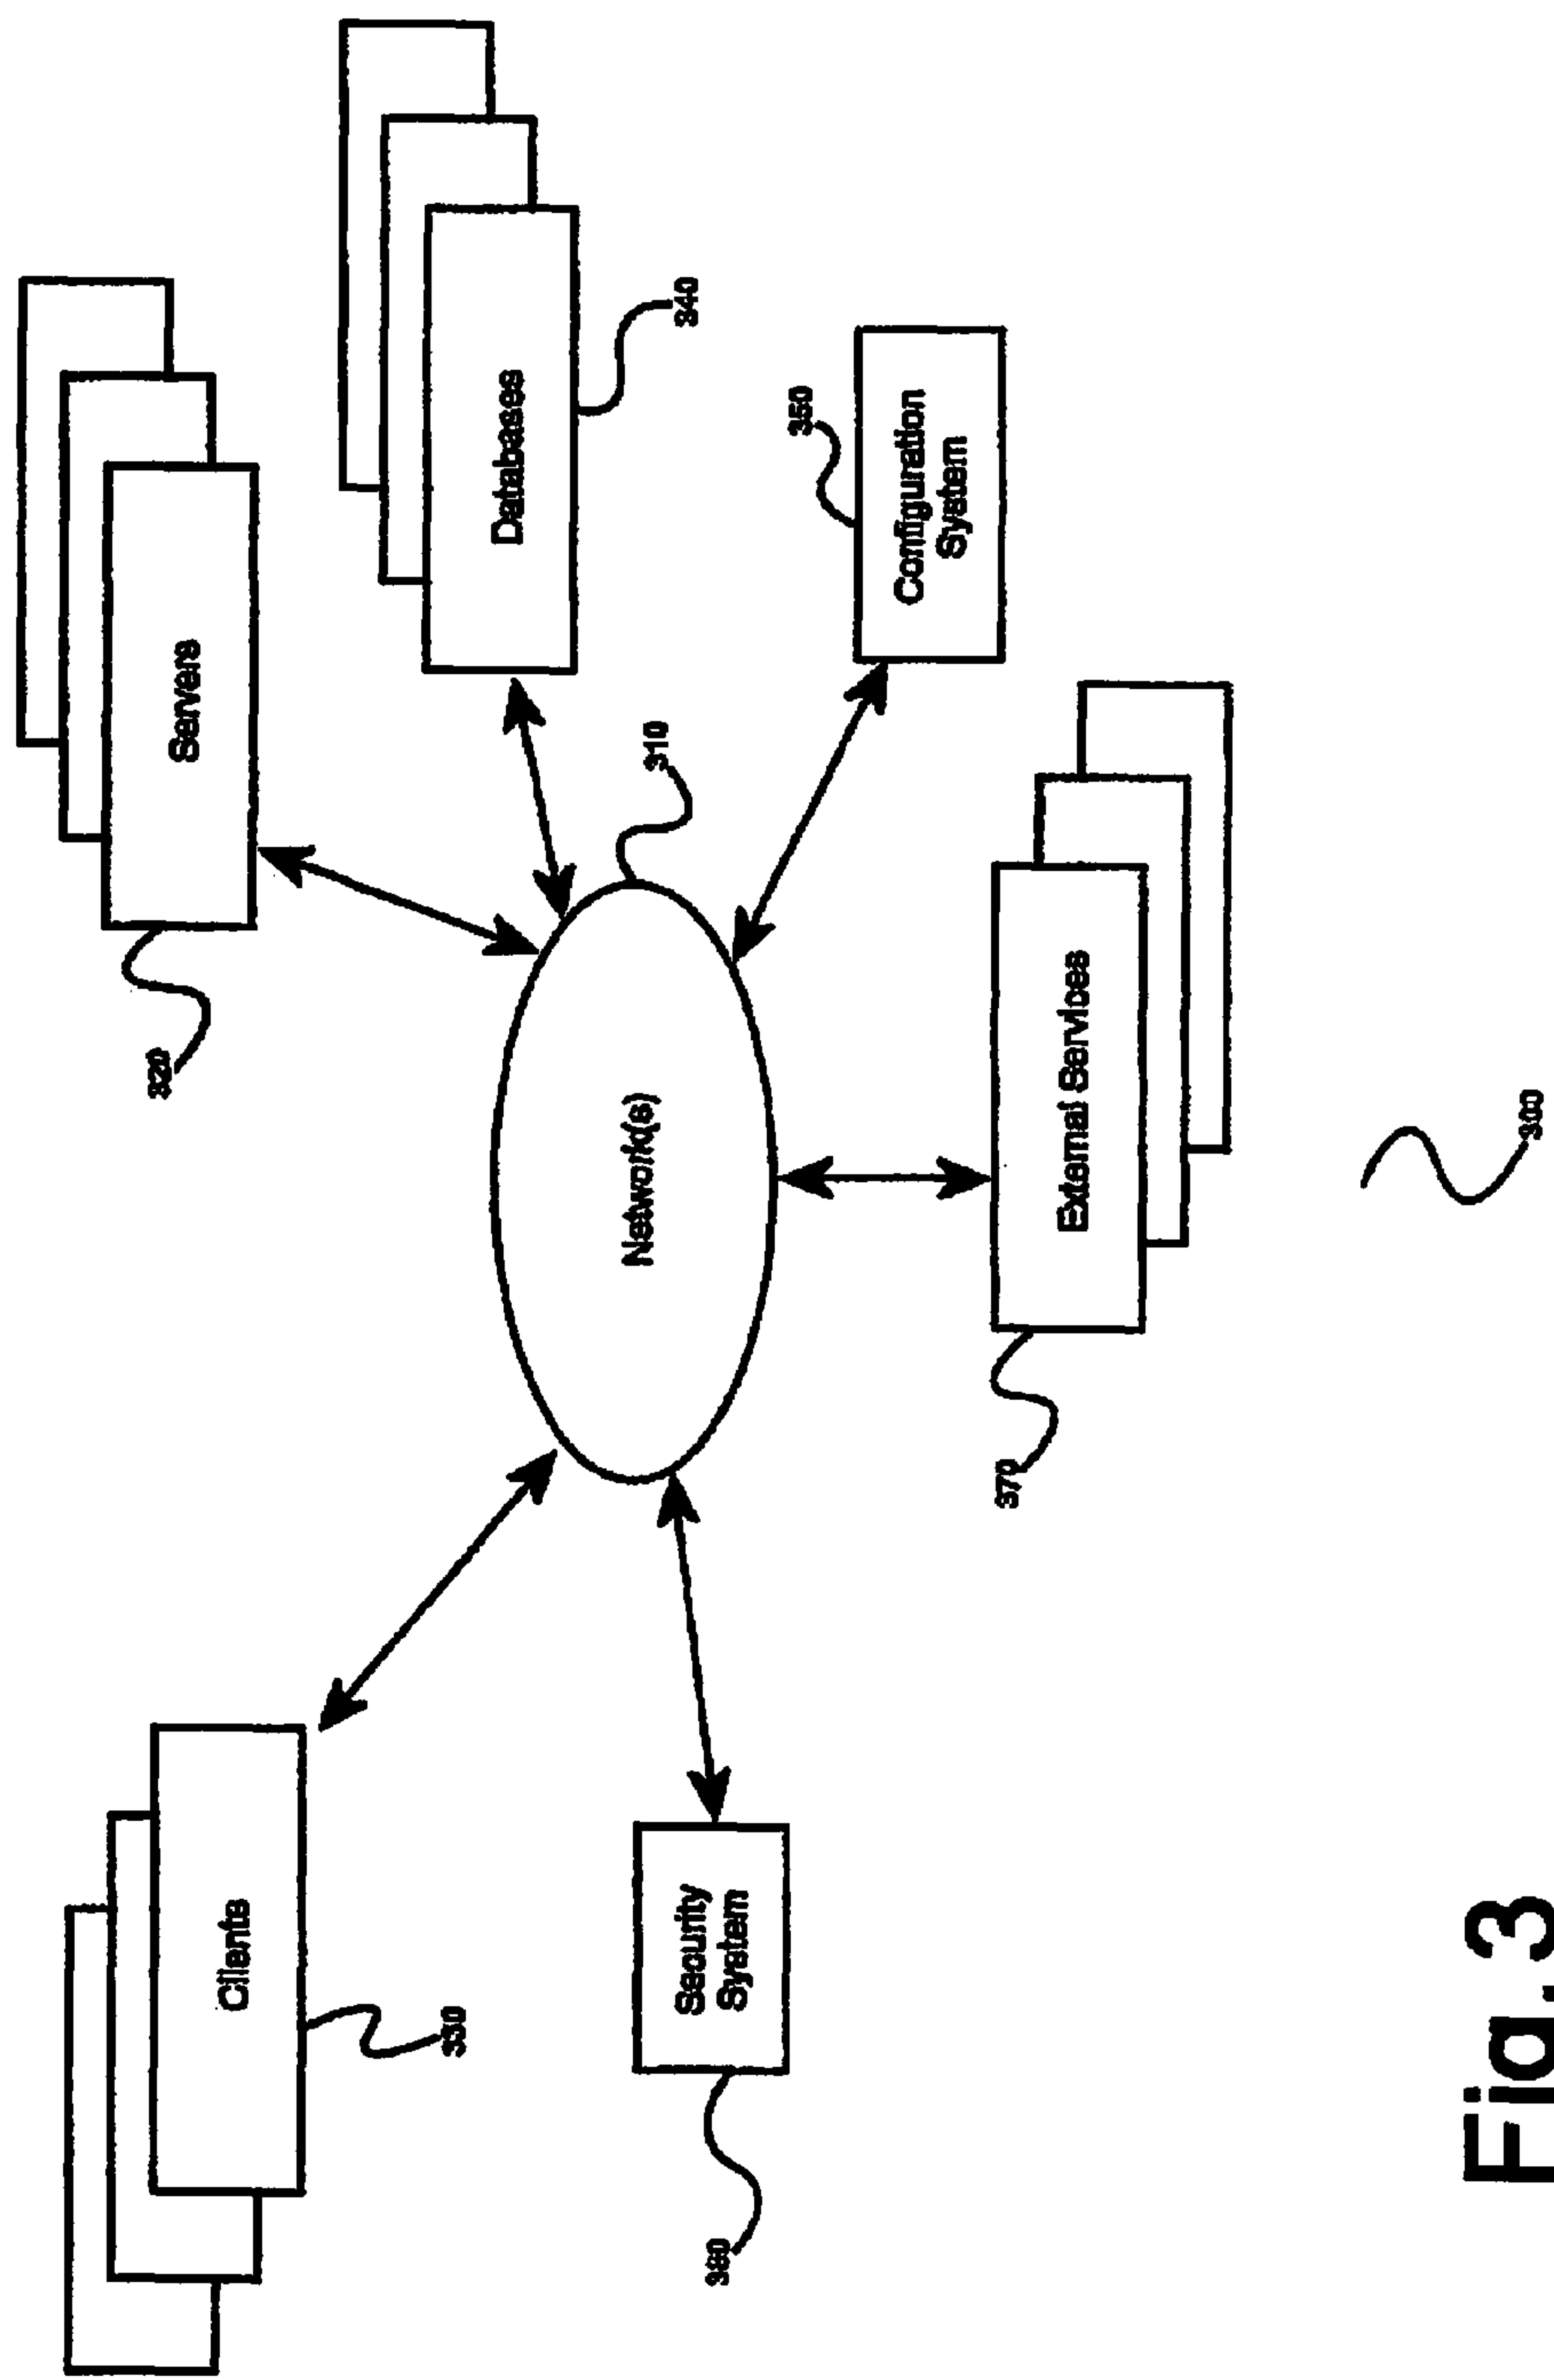 320
Servers
Clients
330
Databases
340
Network(s)
310
Security
System
360
350
Configuration
System
370
External Services
300
Fig. 3